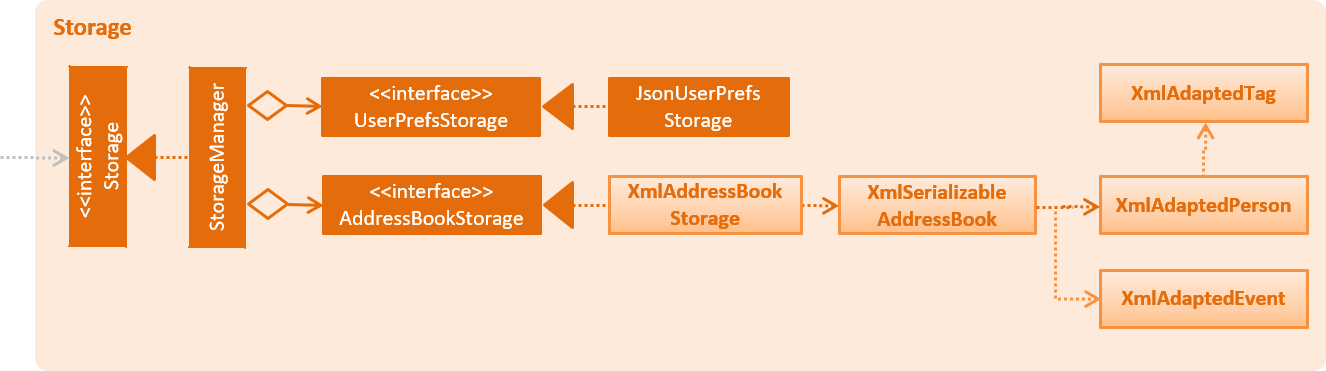 Storage
<<interface>>
Storage
StorageManager
<<interface>>
UserPrefsStorage
JsonUserPrefs
Storage
XmlAdaptedTag
<<interface>>
AddressBookStorage
XmlAddressBook
Storage
XmlSerializable
AddressBook
XmlAdaptedPerson
XmlAdaptedEvent